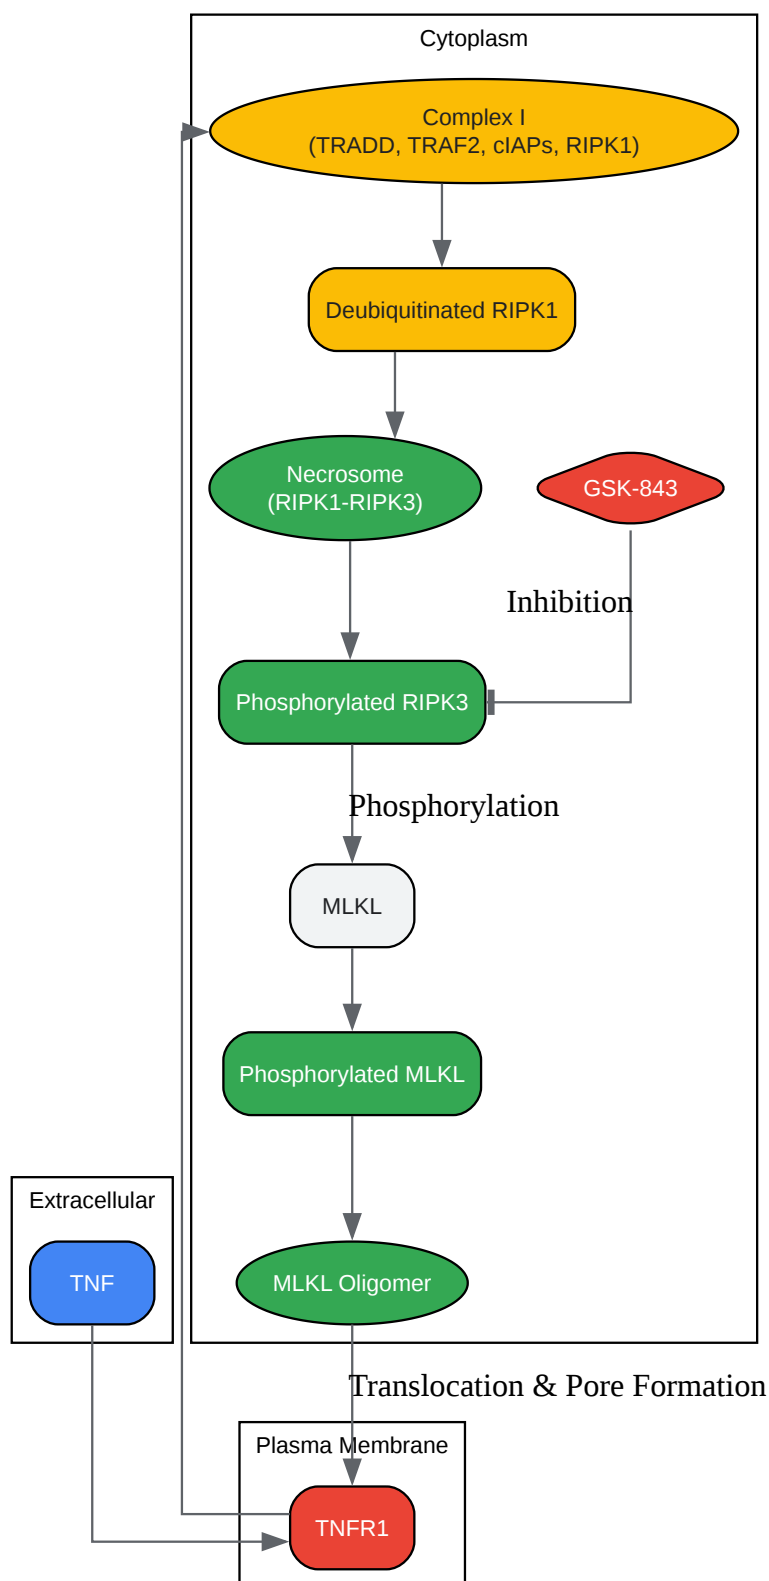 Cytoplasm
Complex I
(TRADD, TRAF2, cIAPs, RIPK1)
Deubiquitinated RIPK1
Necrosome
(RIPK1-RIPK3)
GSK-843
Inhibition
Phosphorylated RIPK3
Phosphorylation
MLKL
Phosphorylated MLKL
Extracellular
TNF
MLKL Oligomer
Translocation & Pore Formation
Plasma Membrane
TNFR1